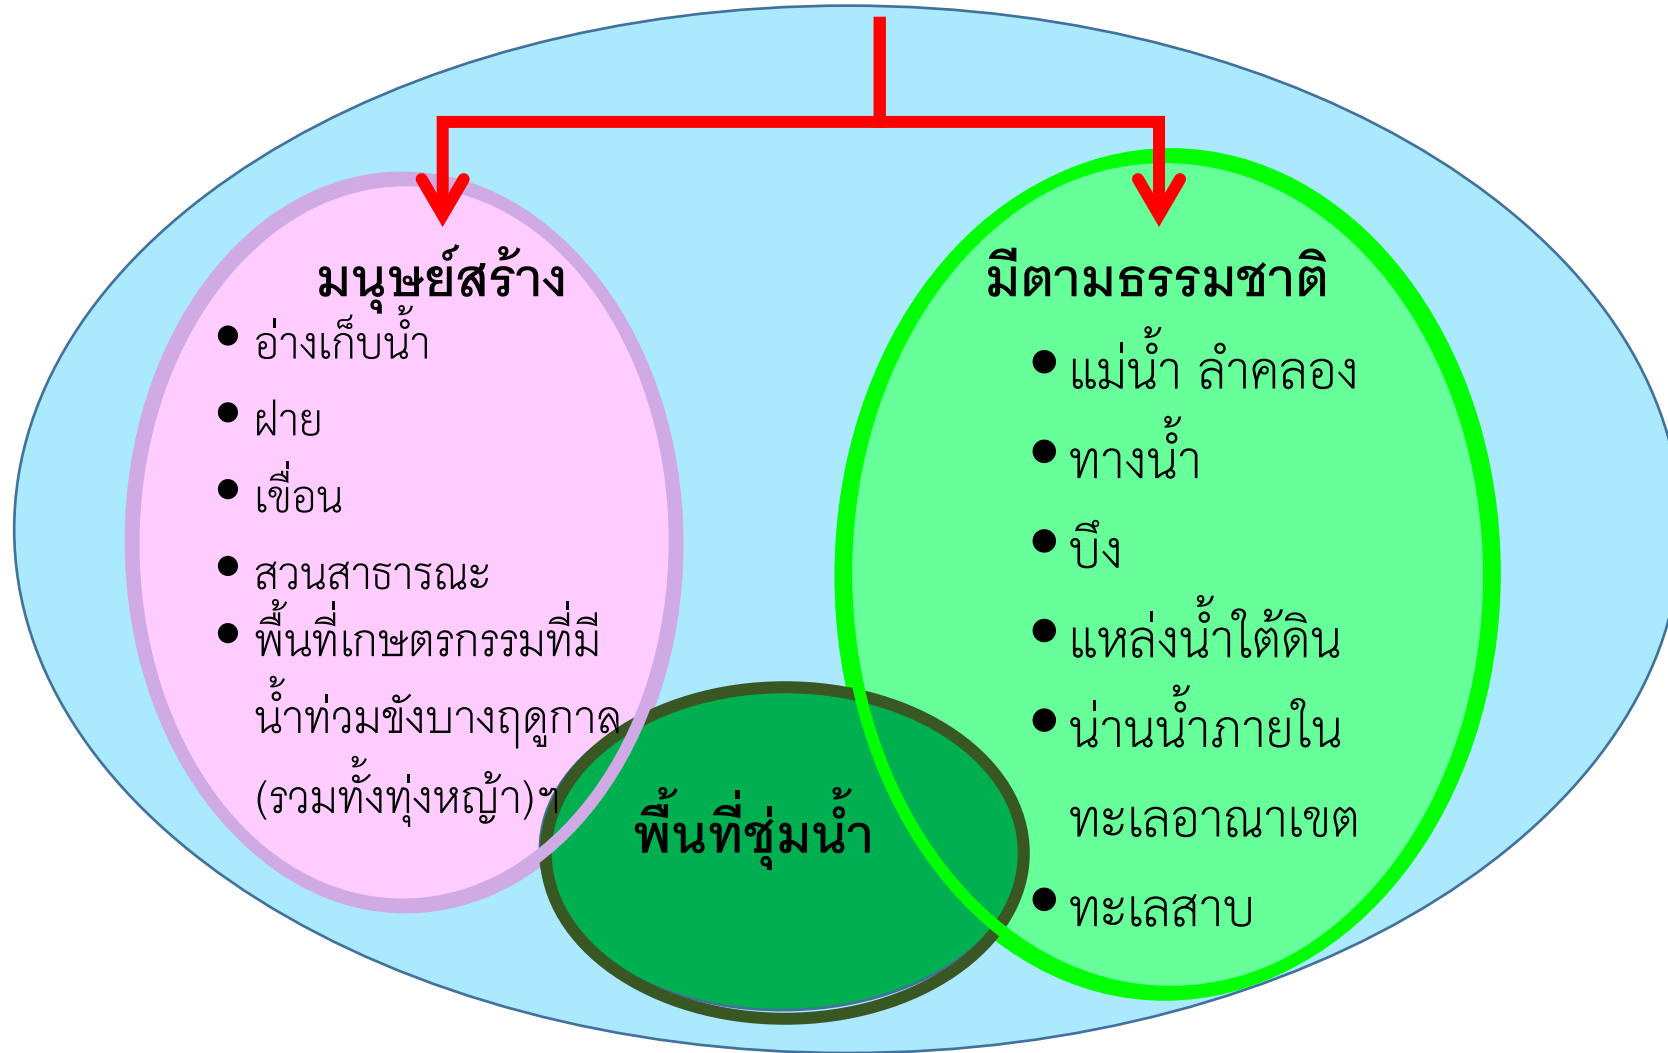 มนุษย์สร้าง
• อ่างเก็บน้ำ
• ฝาย
• เขื่อน
• สวนสาธารณะ
• พื้นที่เกษตรกรรมที่มี
น้ำท่วมขังบางฤดูกาล
(รวมทั้งทุ่งหญ้า)ฯ
มีตามธรรมชาติ
• แม่น้ำ ลำคลอง
• ทางน้ำ
• บึง
• แหล่งน้ำใต้ดิน
• น่านน้ำภายใน
ทะเลอาณาเขต
• ทะเลสาบ
พื้นที่ชุ่มน้ำ